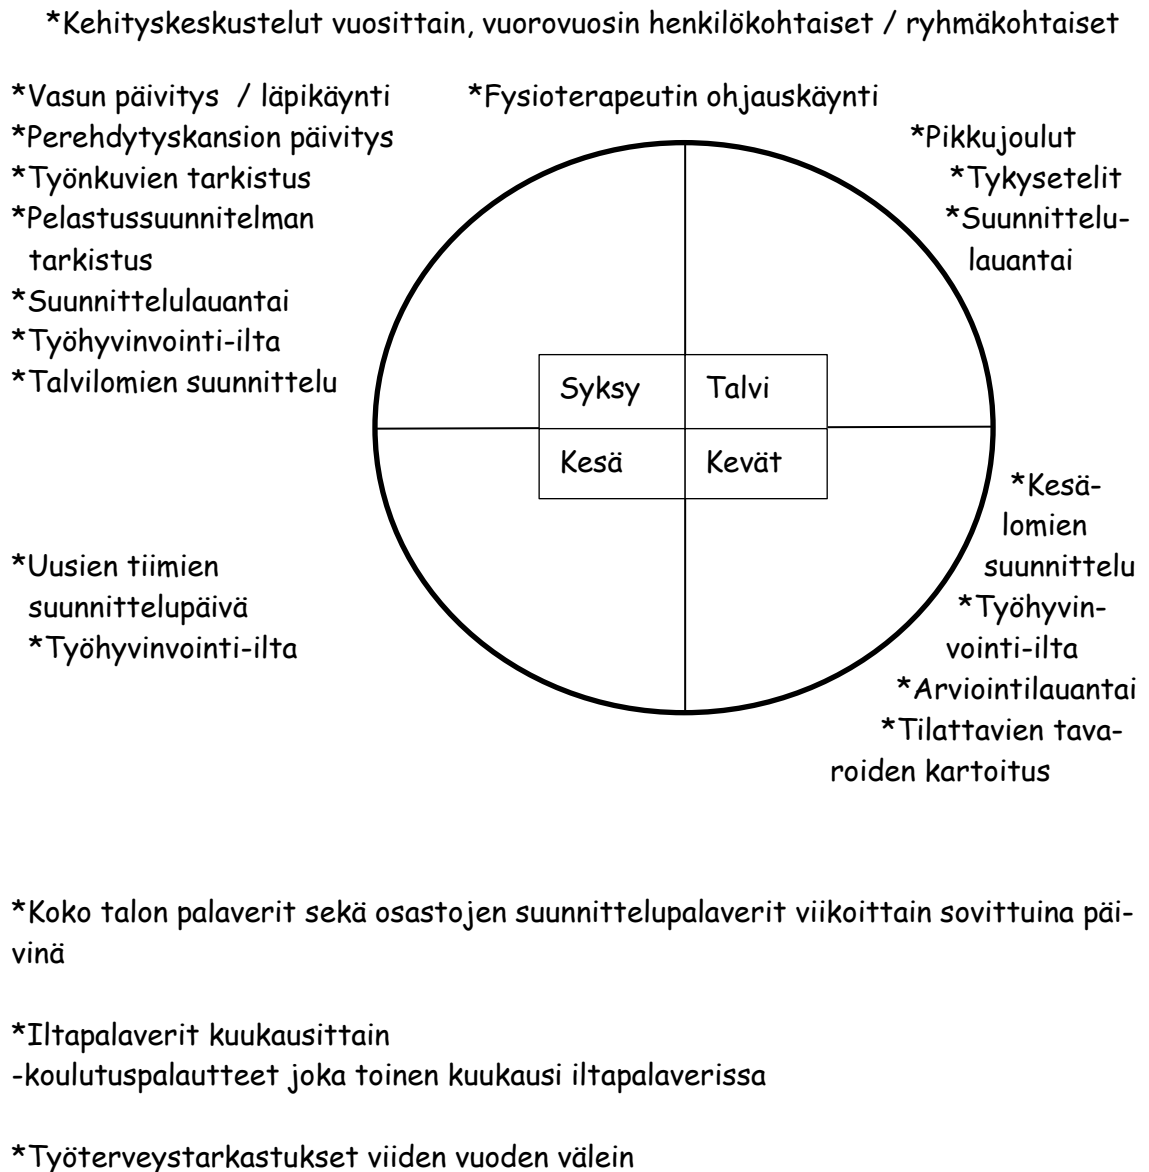 *Kehityskeskustelut vuosittain, vuorovuosin henkilökohtaiset / ryhmäkohtaiset
*Vasun päivitys / läpikäynti
*Perehdytyskansion päivitys
*Työnkuvien tarkistus
*Pelastussuunnitelman
tarkistus
*Suunnittelulauantai
*Työhyvinvointi-ilta
*Talvilomien suunnittelu
*Fysioterapeutin ohjauskäynti
*Pikkujoulut
*Tykysetelit
*Suunnittelu-
lauantai
Syksy
Talvi
Kesä
Kevät
*Uusien tiimien
suunnittelupäivä
*Työhyvinvointi-ilta
*Kesä-
lomien
suunnittelu
*Työhyvin-
vointi-ilta
*Arviointilauantai
*Tilattavien tava-
roiden kartoitus
*Koko talon palaverit sekä osastojen suunnittelupalaverit viikoittain sovittuina päi-
vinä
*Iltapalaverit kuukausittain
-koulutuspalautteet joka toinen kuukausi iltapalaverissa
*Työterveystarkastukset viiden vuoden välein